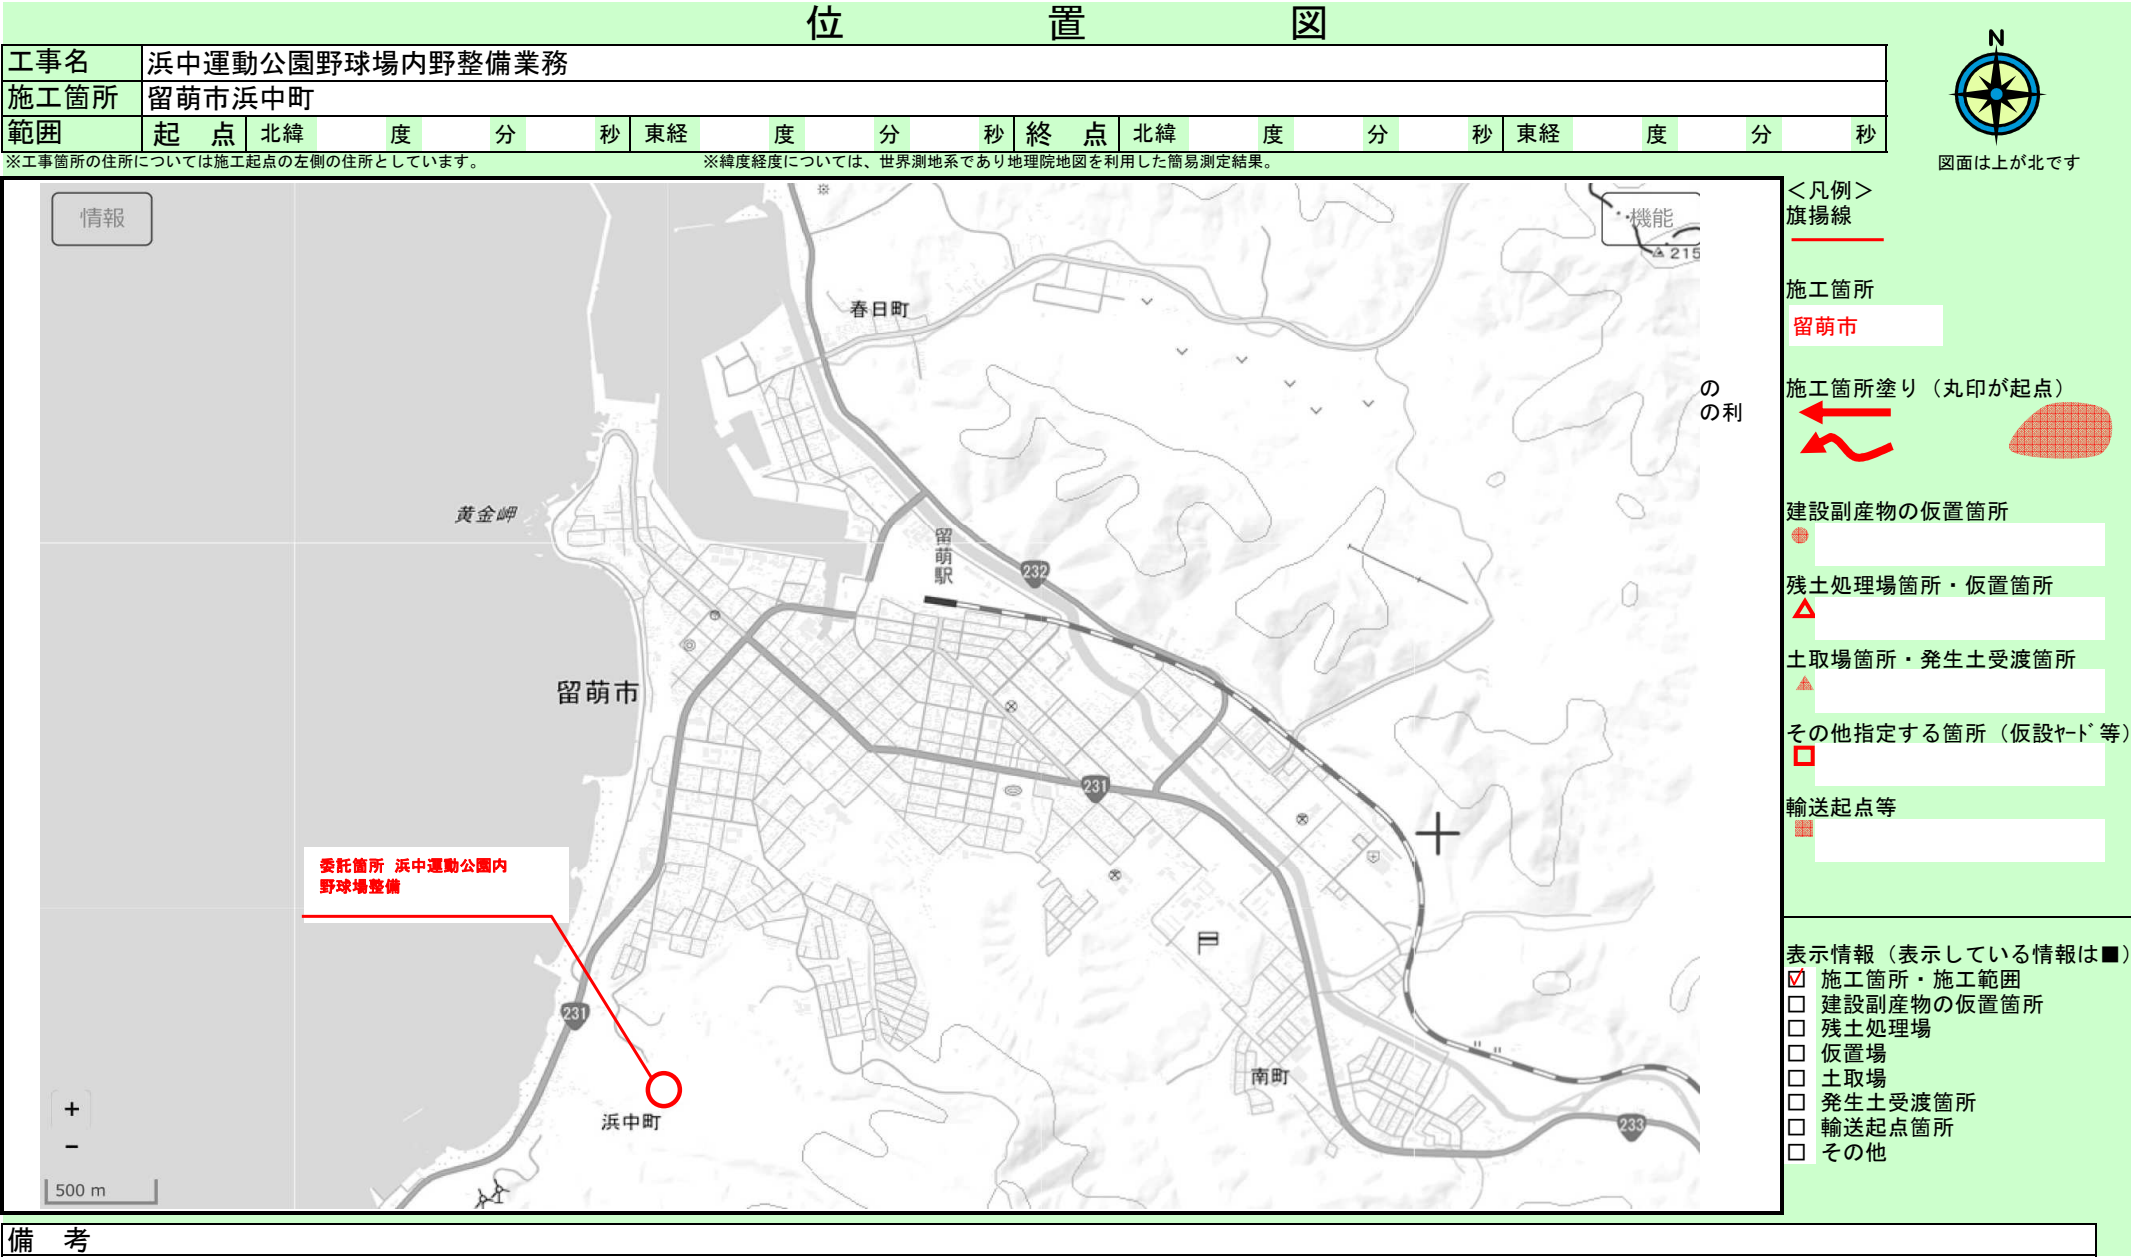 位置図
工事名 浜中運動公園野球場内野整備業務
施工箇所 留萌市浜中町
範囲 起 点 北緯 度 分 秒 東経 度 分 秒 終 点 北緯 度 分 秒 東経 度 分 秒
※工事箇所の住所については施工起点の左側の住所としています。 ※緯度経度については、世界測地系であり地理院地図を利用した簡易測定結果。
N
図面は上が北です
情報
機能
215
春日町
の
の利
黄金岬
留萌駅
232
留萌市
231
委託箇所 浜中運動公園内
野球場整備
231
浜中町
南町
233
+
−
500 m
＜凡例＞
旗揚線
施工箇所
留萌市
施工箇所塗り（丸印が起点）
建設副産物の仮置箇所
残土処理場箇所・仮置箇所
土取場箇所・発生土受渡箇所
その他指定する箇所（仮設ﾔｰﾄﾞ等）
輸送起点等
表示情報（表示している情報は■）
☑ 施工箇所・施工範囲
□ 建設副産物の仮置箇所
□ 残土処理場
□ 仮置場
□ 土取場
□ 発生土受渡箇所
□ 輸送起点箇所
□ その他
備 考